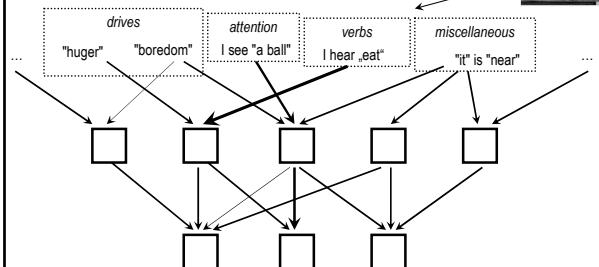 drives
attention
verbs
miscellaneous
"huger"
"boredom"
I see "a ball"
I hear „eat“
"it" is "near"
...
...